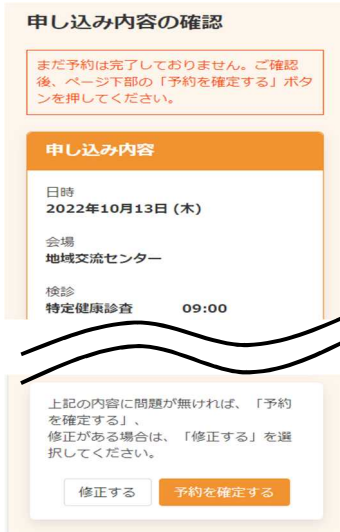 申し込み内容の確認
まだ予約は完了しておりません。ご確認
後、ページ下部の「予約を確定する」ボタ
ンを押してください。
申し込み内容
日時
2022年10月13日 (木)
会場
地域交流センター
検診
特定健康診査 09:00
上記の内容に問題が無ければ、「予約
を確定する」、
修正がある場合は、「修正する」を選
択してください。
修正する 予約を確定する